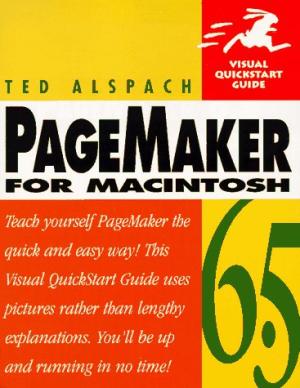 VISUAL
QUICKSTART
GUIDE
TED ALSPACH
PAGEMAKER
FOR MACINTOSH
6.5
Teach yourself PageMaker the
quick and easy way! This
Visual QuickStart Guide uses
pictures rather than lengthy
explanations. You'll be up
and running in no time!